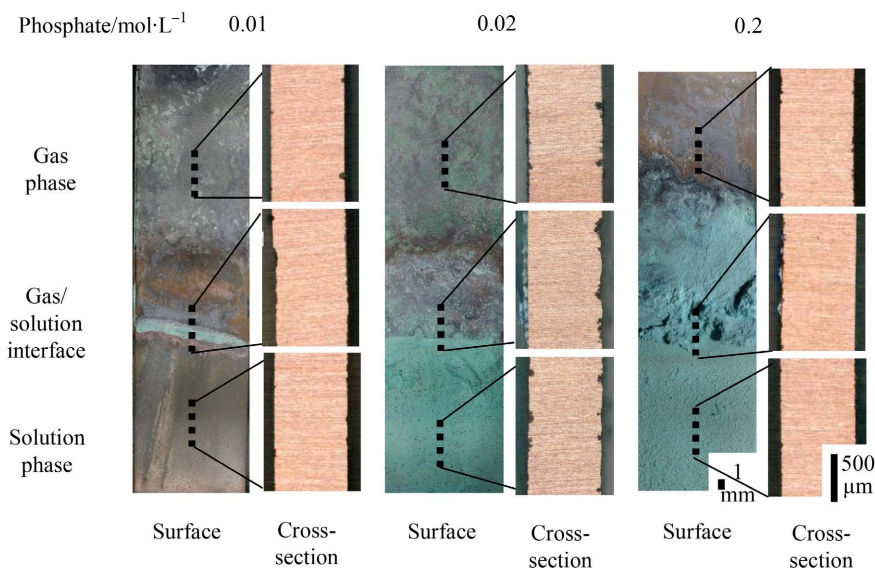 Phosphate/mol·L⁻¹ 0.01 0.02 0.2
Gas
phase
Gas/
solution
interface
Solution
phase
1
mm
500
μm
Surface Cross-
section
Surface Cross-
section
Surface Cross-
section